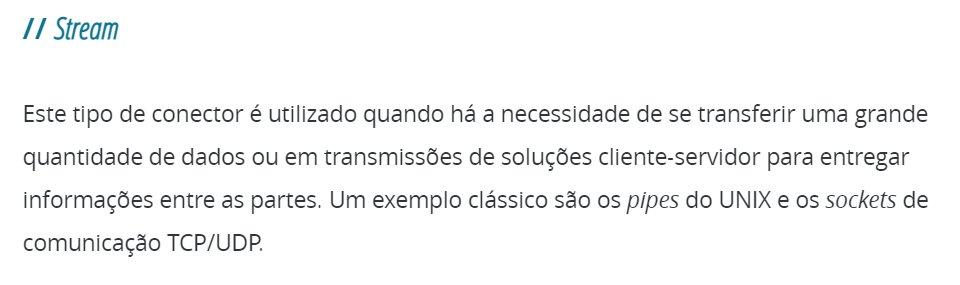 // Stream
Este tipo de conector é utilizado quando há a necessidade de se transferir uma grande
quantidade de dados ou em transmissões de soluções cliente-servidor para entregar
informações entre as partes. Um exemplo clássico são os pipes do UNIX e os sockets de
comunicação TCP/UDP.